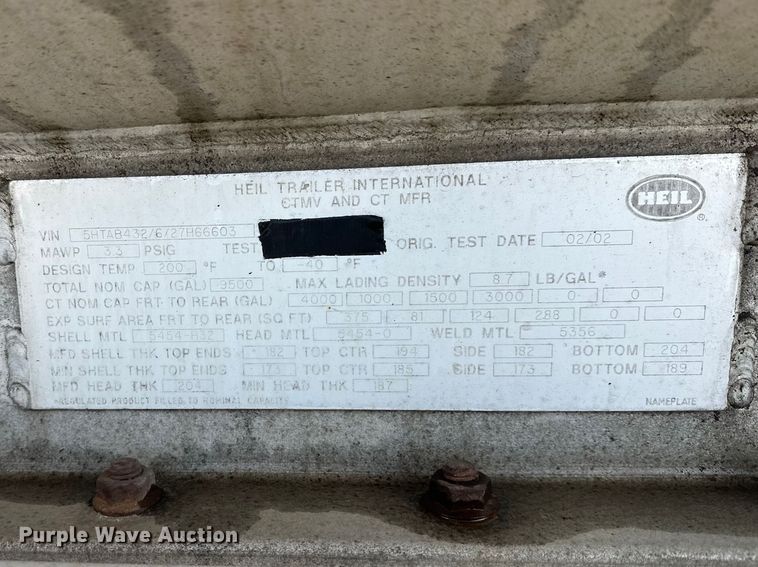 HEIL TRAILER INTERNATIONAL
CTMV AND CT MFR
HEIL ®
VIN 5HTAB432/6/27H66603
MAWP 3.3 PSIG TEST ORIG. TEST DATE 02/02
DESIGN TEMP 200 °F TO -40 °F
TOTAL NOM CAP (GAL) 9500 MAX LADING DENSITY 8.7 LB/GAL*
CT NOM CAP FRT TO REAR (GAL) 4000 1000 1500 3000 0 0
EXP SURF AREA FRT TO REAR (SQ FT) 375 81 124 288 0 0
SHELL MTL 5454-H32 HEAD MTL 5454-O WELD MTL 5356
MFD SHELL THK TOP ENDS .182 TOP CTR .194 SIDE .182 BOTTOM .204
MIN SHELL THK TOP ENDS .173 TOP CTR .185 SIDE .173 BOTTOM .189
MFD HEAD THK .204 MIN HEAD THK .187
*REGULATED PRODUCT FILLED TO NOMINAL CAPACITY NAMEPLATE
Purple Wave Auction